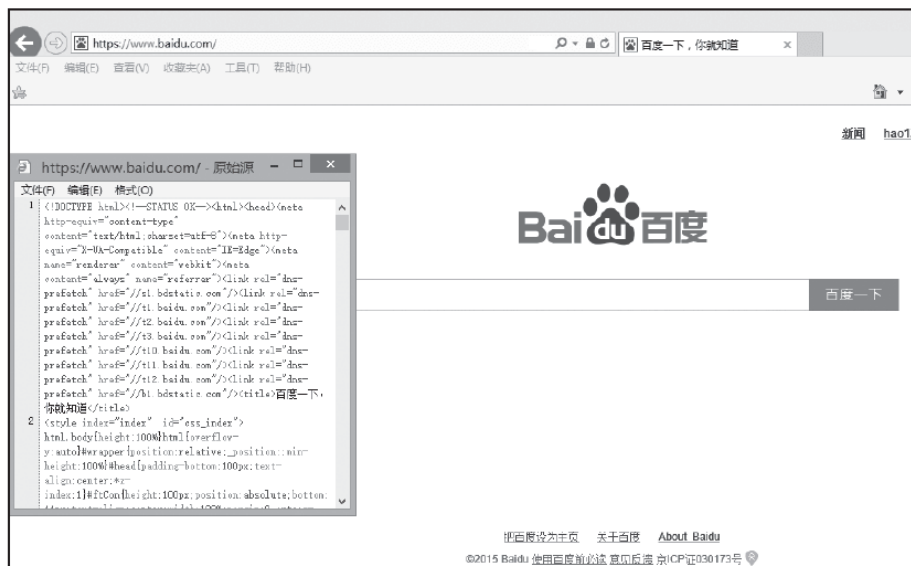 https://www.baidu.com/
百度一下，你就知道
文件(F) 编辑(E) 查看(V) 收藏夹(A) 工具(T) 帮助(H)
新闻 hao1
https://www.baidu.com/ - 原始源
文件(F) 编辑(E) 格式(O)
1 <!DOCTYPE html><!--STATUS OK--><html><head><meta
http-equiv="content-type"
content="text/html;charset=utf-8"><meta http-
equiv="X-UA-Compatible" content="IE=Edge"><meta
name="renderer" content="webkit"><meta
content="always" name="referrer"><link rel="dns-
prefetch" href="//s1.bdstatic.com"/><link rel="dns-
prefetch" href="//t1.baidu.com"/><link rel="dns-
prefetch" href="//t2.baidu.com"/><link rel="dns-
prefetch" href="//t3.baidu.com"/><link rel="dns-
prefetch" href="//t10.baidu.com"/><link rel="dns-
prefetch" href="//t11.baidu.com"/><link rel="dns-
prefetch" href="//t12.baidu.com"/><link rel="dns-
prefetch" href="//b1.bdstatic.com"/><title>百度一下，
你就知道</title>
2 <style index="index" id="css_index">
html,body{height:100%}html{overflow-
y:auto}#wrapper{position:relative;_position:;min-
height:100%}#head{padding-bottom:100px;text-
align:center;*z-
index:1}#ftCon{height:100px;position:absolute;bottom:
Baidu百度
百度一下
把百度设为主页 关于百度 About Baidu
©2015 Baidu 使用百度前必读 意见反馈 京ICP证030173号